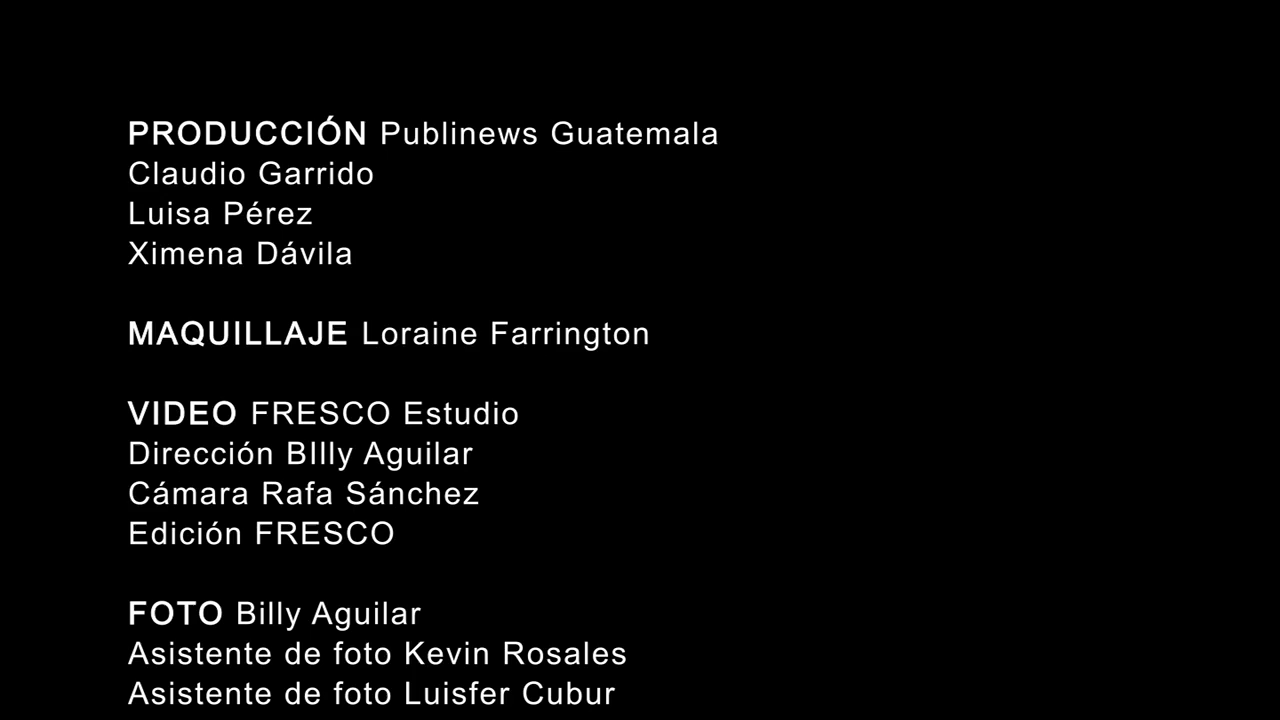 PRODUCCIÓN Publinews Guatemala
Claudio Garrido
Luisa Pérez
Ximena Dávila
MAQUILLAJE Loraine Farrington
VIDEO FRESCO Estudio
Dirección BIlly Aguilar
Cámara Rafa Sánchez
Edición FRESCO
FOTO Billy Aguilar
Asistente de foto Kevin Rosales
Asistente de foto Luisfer Cubur